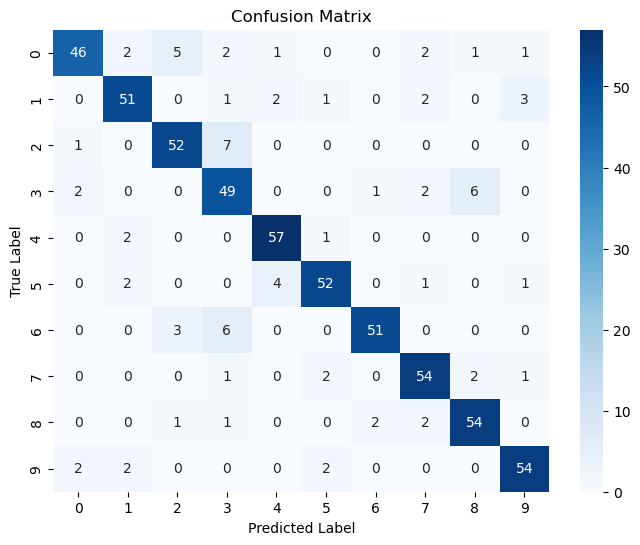 Confusion Matrix
True Label
0 46 2 5 2 1 0 0 2 1 1
1 0 51 0 1 2 1 0 2 0 3
2 1 0 52 7 0 0 0 0 0 0
3 2 0 0 49 0 0 1 2 6 0
4 0 2 0 0 57 1 0 0 0 0
5 0 2 0 0 4 52 0 1 0 1
6 0 0 3 6 0 0 51 0 0 0
7 0 0 0 1 0 2 0 54 2 1
8 0 0 1 1 0 0 2 2 54 0
9 2 2 0 0 0 2 0 0 0 54
0 1 2 3 4 5 6 7 8 9
Predicted Label
50
40
30
20
10
0